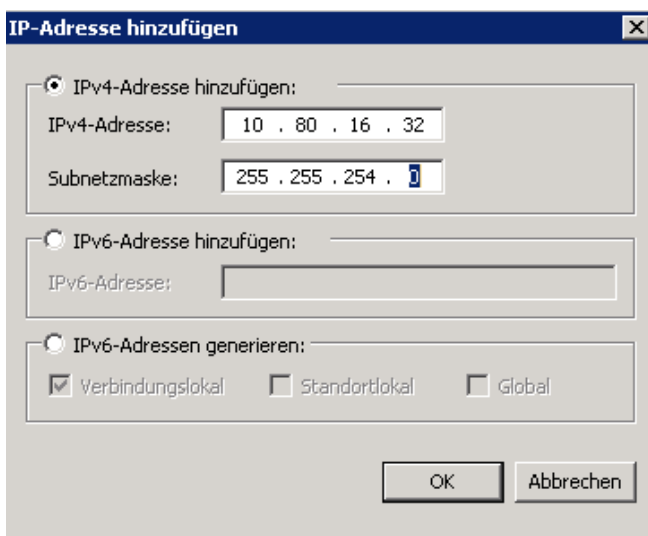 IP-Adresse hinzufügen
IPv4-Adresse hinzufügen:
IPv4-Adresse: 10 . 80 . 16 . 32
Subnetzmaske: 255 . 255 . 254 . 0
IPv6-Adresse hinzufügen:
IPv6-Adresse:
IPv6-Adressen generieren:
Verbindungslokal Standortlokal Global
OK Abbrechen